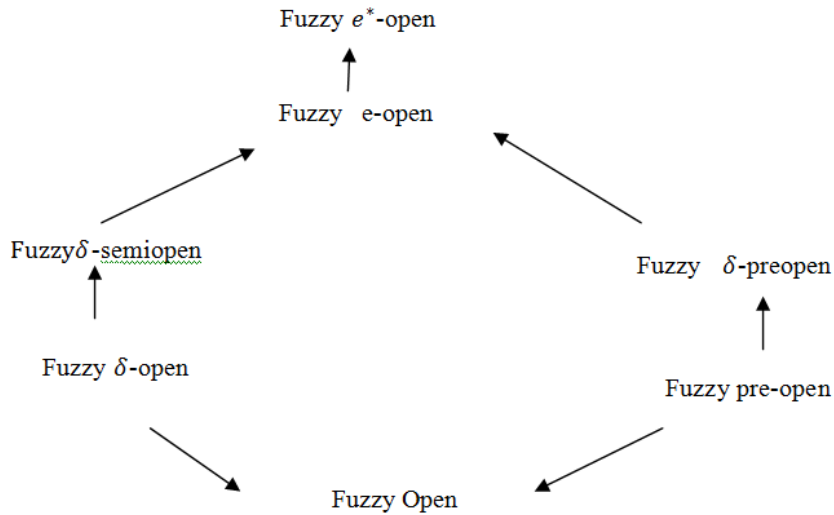 Fuzzy e*-open
Fuzzy e-open
Fuzzyδ-semiopen
Fuzzy δ-preopen
Fuzzy δ-open
Fuzzy pre-open
Fuzzy Open